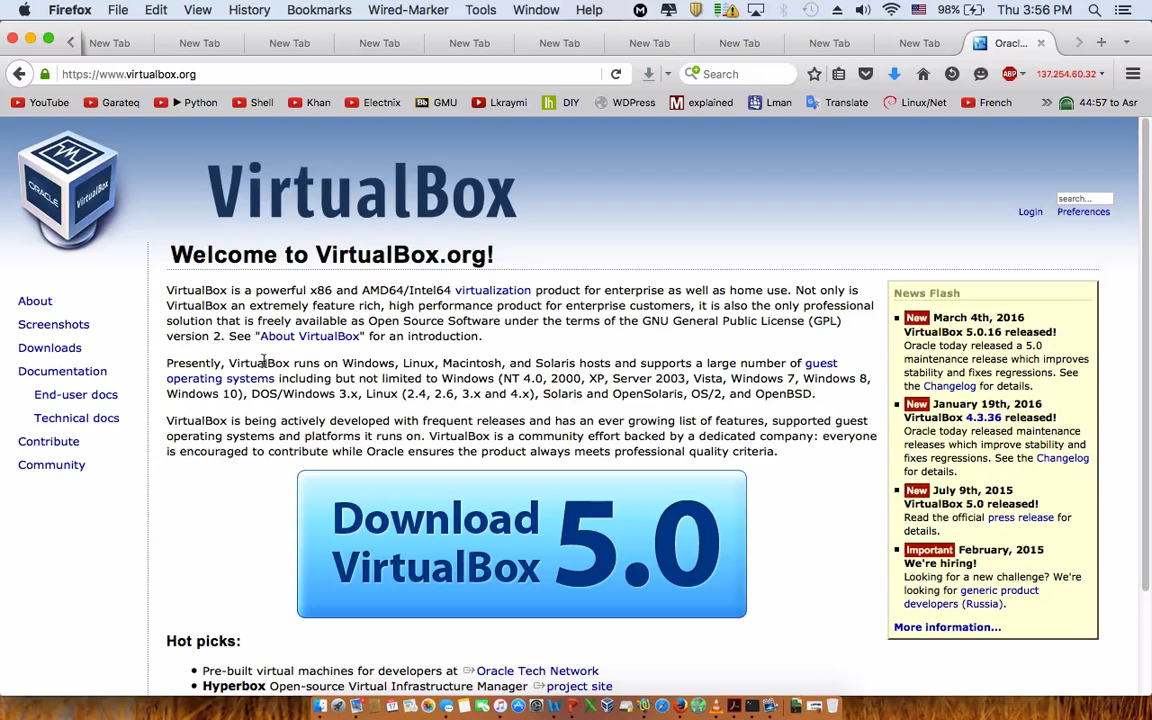 Firefox File Edit View History Bookmarks Wired-Marker Tools Window Help 98% Thu 3:56 PM
New Tab New Tab New Tab New Tab New Tab New Tab New Tab New Tab New Tab New Tab Oracl...
https://www.virtualbox.org Search ABP 137.254.60.32
YouTube Garateq ▶ Python Shell Khan Electnix GMU Lkraymi DIY WDPress explained Lman Translate Linux/Net French 44:57 to Asr
ORACLE
VirtualBox
VirtualBox
search...
Login Preferences
Welcome to VirtualBox.org!
About
Screenshots
Downloads
Documentation
End-user docs
Technical docs
Contribute
Community
VirtualBox is a powerful x86 and AMD64/Intel64 virtualization product for enterprise as well as home use. Not only is
VirtualBox an extremely feature rich, high performance product for enterprise customers, it is also the only professional
solution that is freely available as Open Source Software under the terms of the GNU General Public License (GPL)
version 2. See "About VirtualBox" for an introduction.
Presently, VirtualBox runs on Windows, Linux, Macintosh, and Solaris hosts and supports a large number of guest
operating systems including but not limited to Windows (NT 4.0, 2000, XP, Server 2003, Vista, Windows 7, Windows 8,
Windows 10), DOS/Windows 3.x, Linux (2.4, 2.6, 3.x and 4.x), Solaris and OpenSolaris, OS/2, and OpenBSD.
VirtualBox is being actively developed with frequent releases and has an ever growing list of features, supported guest
operating systems and platforms it runs on. VirtualBox is a community effort backed by a dedicated company: everyone
is encouraged to contribute while Oracle ensures the product always meets professional quality criteria.
Download
VirtualBox
5.0
Hot picks:
• Pre-built virtual machines for developers at Oracle Tech Network
• Hyperbox Open-source Virtual Infrastructure Manager project site
News Flash
New March 4th, 2016
VirtualBox 5.0.16 released!
Oracle today released a 5.0
maintenance release which improves
stability and fixes regressions. See
the Changelog for details.
New January 19th, 2016
VirtualBox 4.3.36 released!
Oracle today released maintenance
releases which improve stability and
fixes regressions. See the Changelog
for details.
New July 9th, 2015
VirtualBox 5.0 released!
Read the official press release for
details.
Important February, 2015
We're hiring!
Looking for a new challenge? We're
looking for generic product
developers (Russia).
More information...